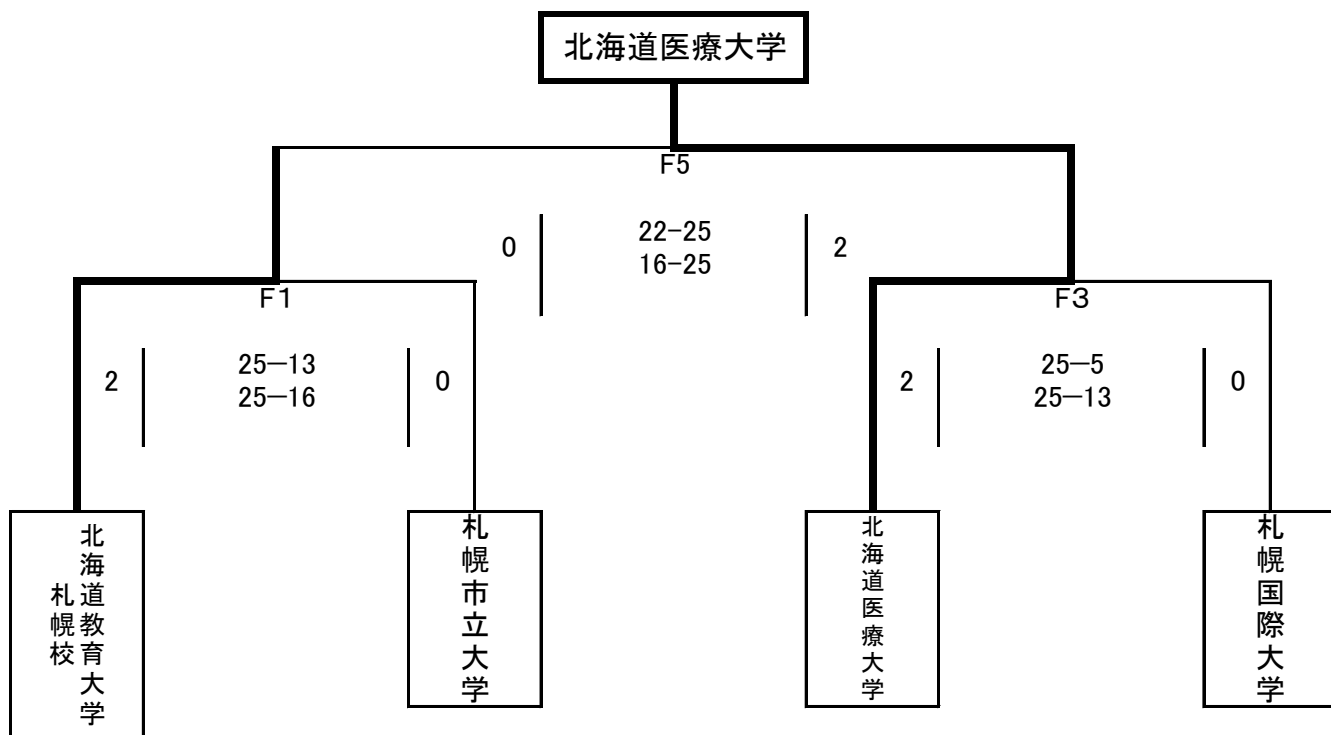 北海道医療大学
F5
0
22-25
16-25
2
F1
2
25-13
25-16
0
F3
2
25-5
25-13
0
北海道教育大学
札幌校
札幌市立大学
北海道医療大学
札幌国際大学